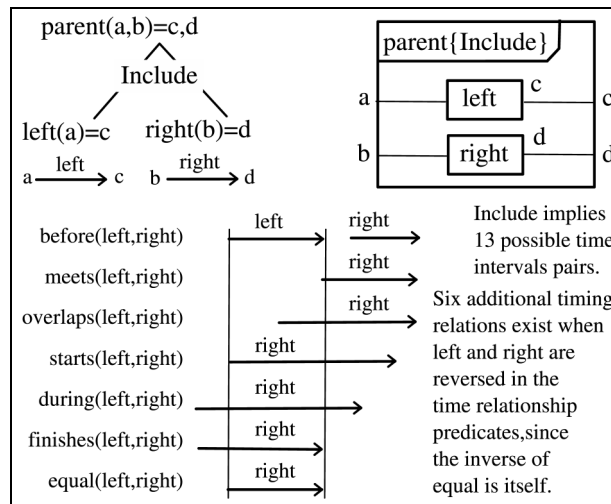 parent(a,b)=c,d
Include
left(a)=c right(b)=d
a left c b right d
parent{Include}
a left c c
b right d d
left right
before(left,right)
meets(left,right) right
overlaps(left,right) right
starts(left,right) right
during(left,right) right
finishes(left,right) right
equal(left,right) right
Include implies
13 possible time
intervals pairs.
Six additional timing
relations exist when
left and right are
reversed in the
time relationship
predicates,since
the inverse of
equal is itself.